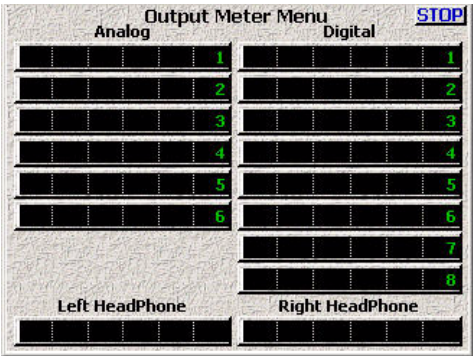 Output Meter Menu STOP
Analog Digital
1 1
2 2
3 3
4 4
5 5
6 6
7
8
Left HeadPhone Right HeadPhone